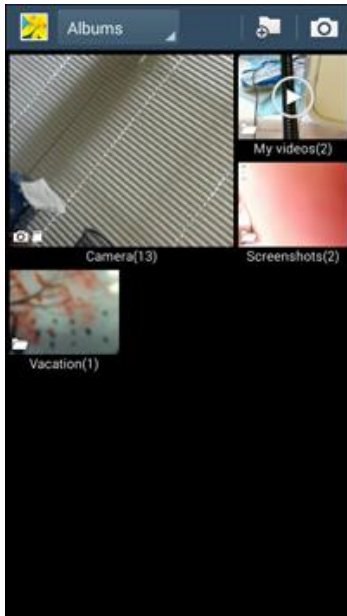 Albums
My videos(2)
Camera(13)
Screenshots(2)
Vacation(1)